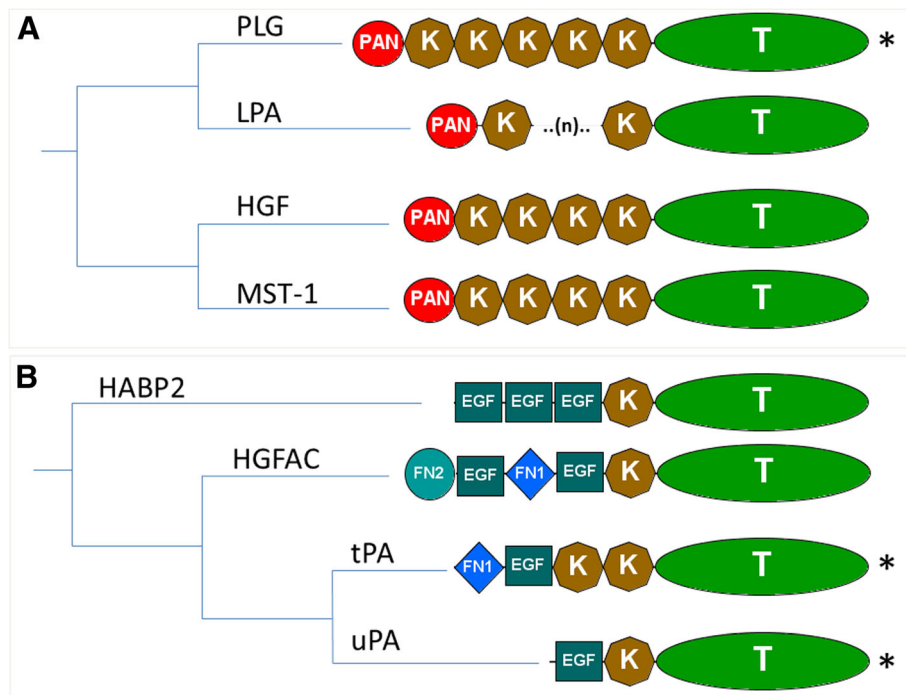 A
PLG
PAN K K K K K T *
LPA
PAN K ..(n).. K T
HGF
PAN K K K K T
MST-1
PAN K K K K T
B
HABP2
EGF EGF EGF K T
HGFAC
FN2 EGF FN1 EGF K T
tPA
FN1 EGF K K T *
uPA
EGF K T *